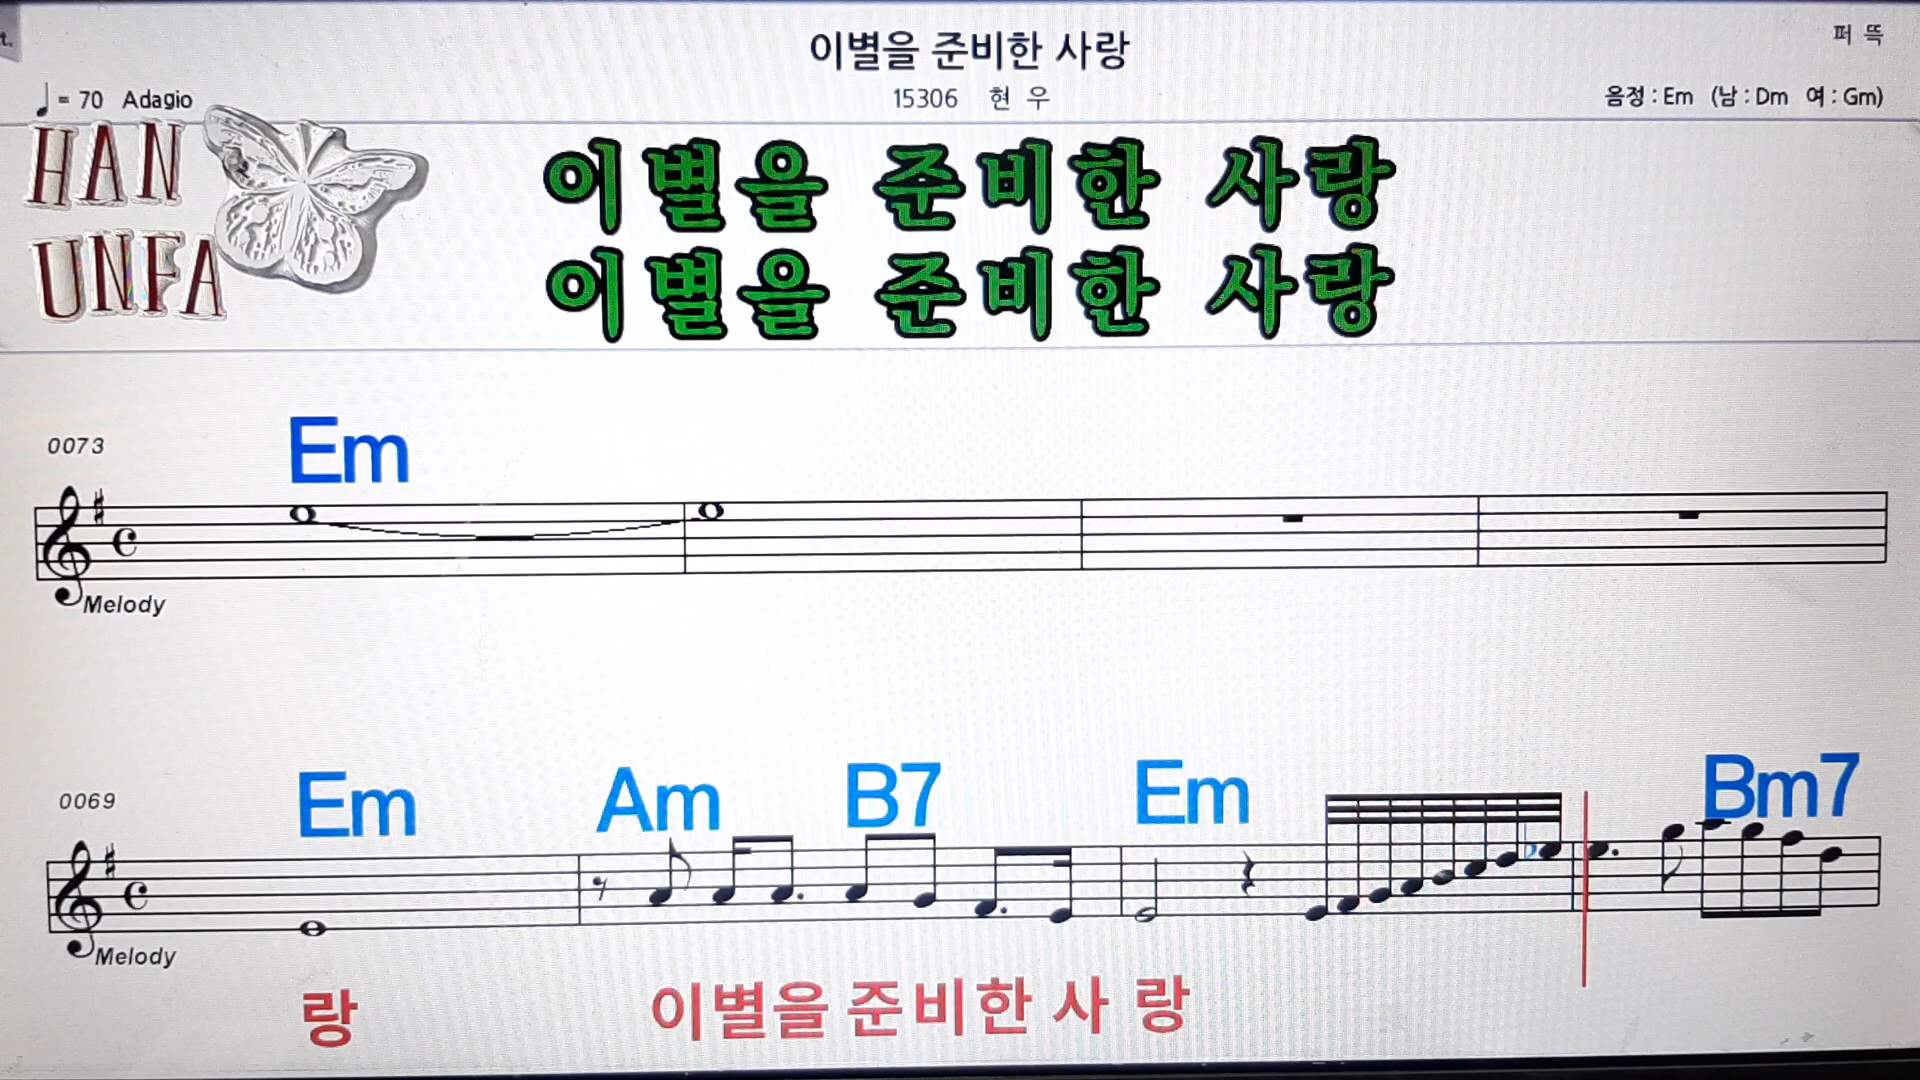 이별을 준비한 사랑
퍼 뜩
♩= 70 Adagio
15306 현 우
음정 : Em (남 : Dm 여 : Gm)
HAN
UNFA
이별을 준비한 사랑
이별을 준비한 사랑
0073
Em
Melody
0069
Em Am B7 Em Bm7
Melody
랑 이별을 준비한 사 랑